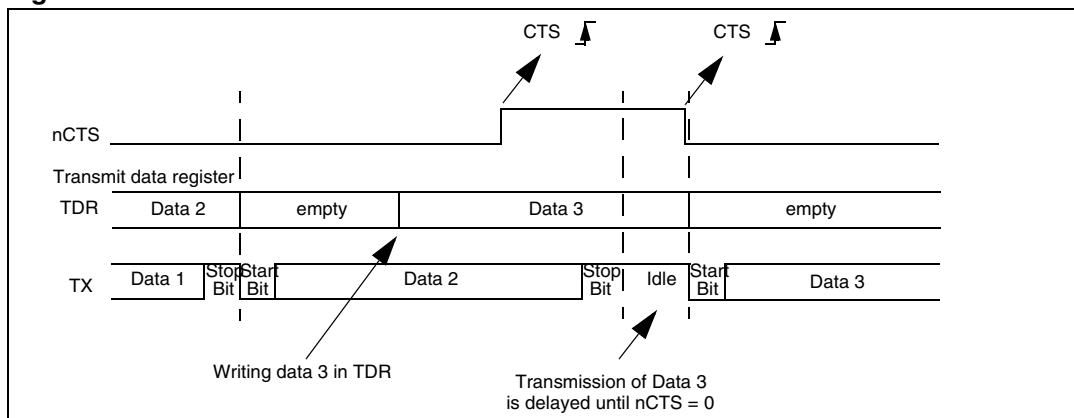 CTS CTS
nCTS
Transmit data register
TDR Data 2 empty Data 3 empty
TX Data 1 Stop Bit Start Bit Data 2 Stop Bit Idle Start Bit Data 3
Writing data 3 in TDR
Transmission of Data 3
is delayed until nCTS = 0